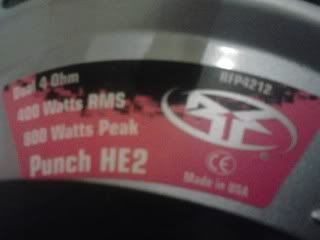 Dual 4 Ohm
RFP4212
400 Watts RMS
800 Watts Peak
Punch HE2
CE
Made in USA